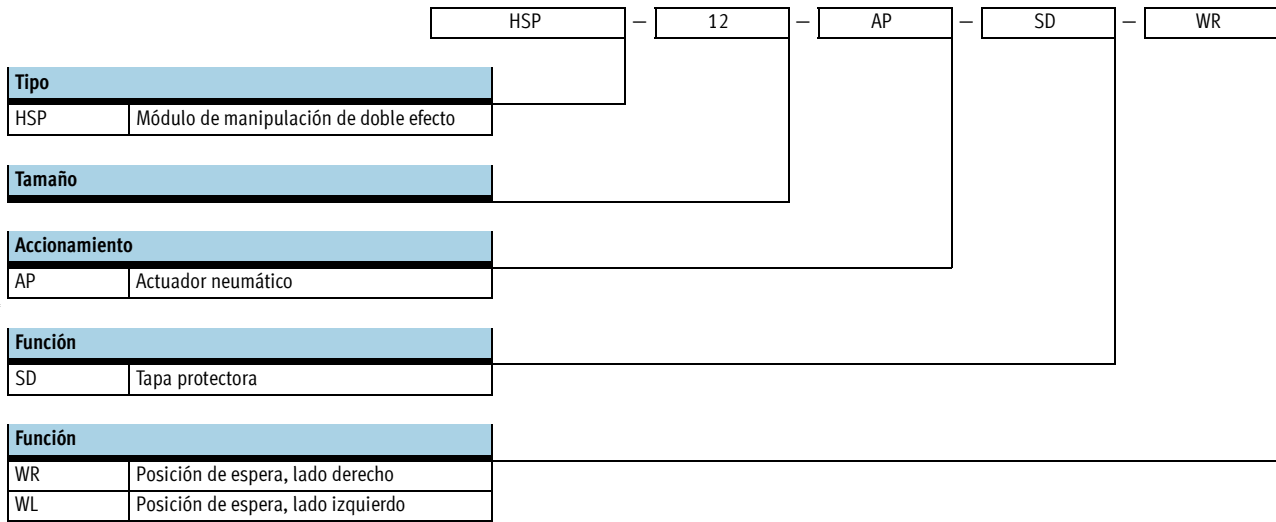 HSP — 12 — AP — SD — WR
Tipo
HSP Módulo de manipulación de doble efecto
Tamaño
Accionamiento
AP Actuador neumático
Función
SD Tapa protectora
Función
WR Posición de espera, lado derecho
WL Posición de espera, lado izquierdo